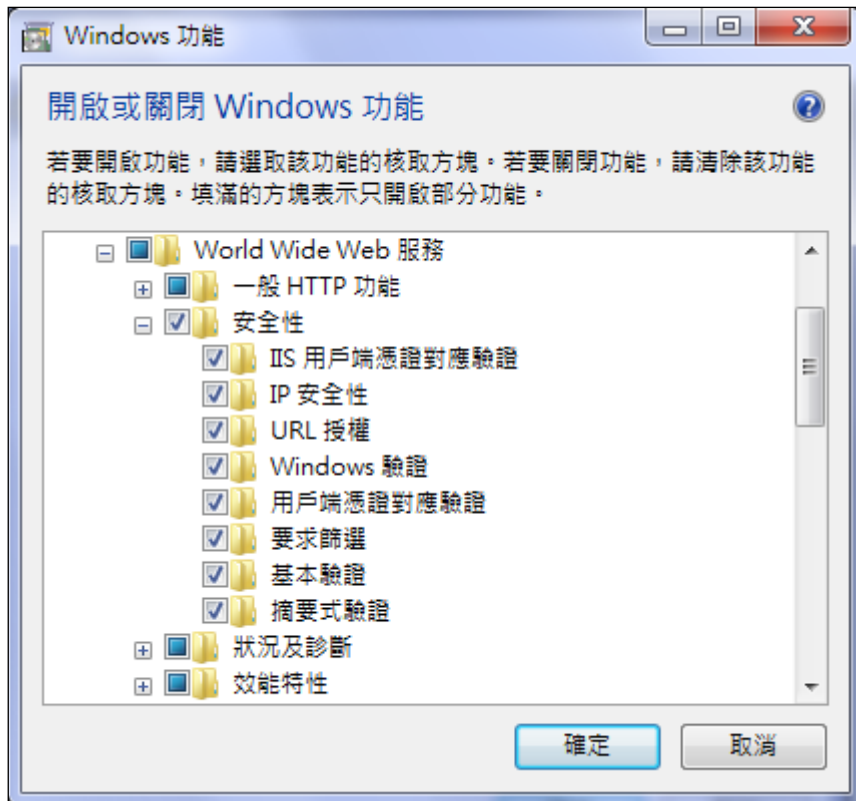 Windows 功能
開啟或關閉 Windows 功能
若要開啟功能，請選取該功能的核取方塊。若要關閉功能，請清除該功能
的核取方塊。填滿的方塊表示只開啟部分功能。
World Wide Web 服務
一般 HTTP 功能
安全性
IIS 用戶端憑證對應驗證
IP 安全性
URL 授權
Windows 驗證
用戶端憑證對應驗證
要求篩選
基本驗證
摘要式驗證
狀況及診斷
效能特性
確定
取消